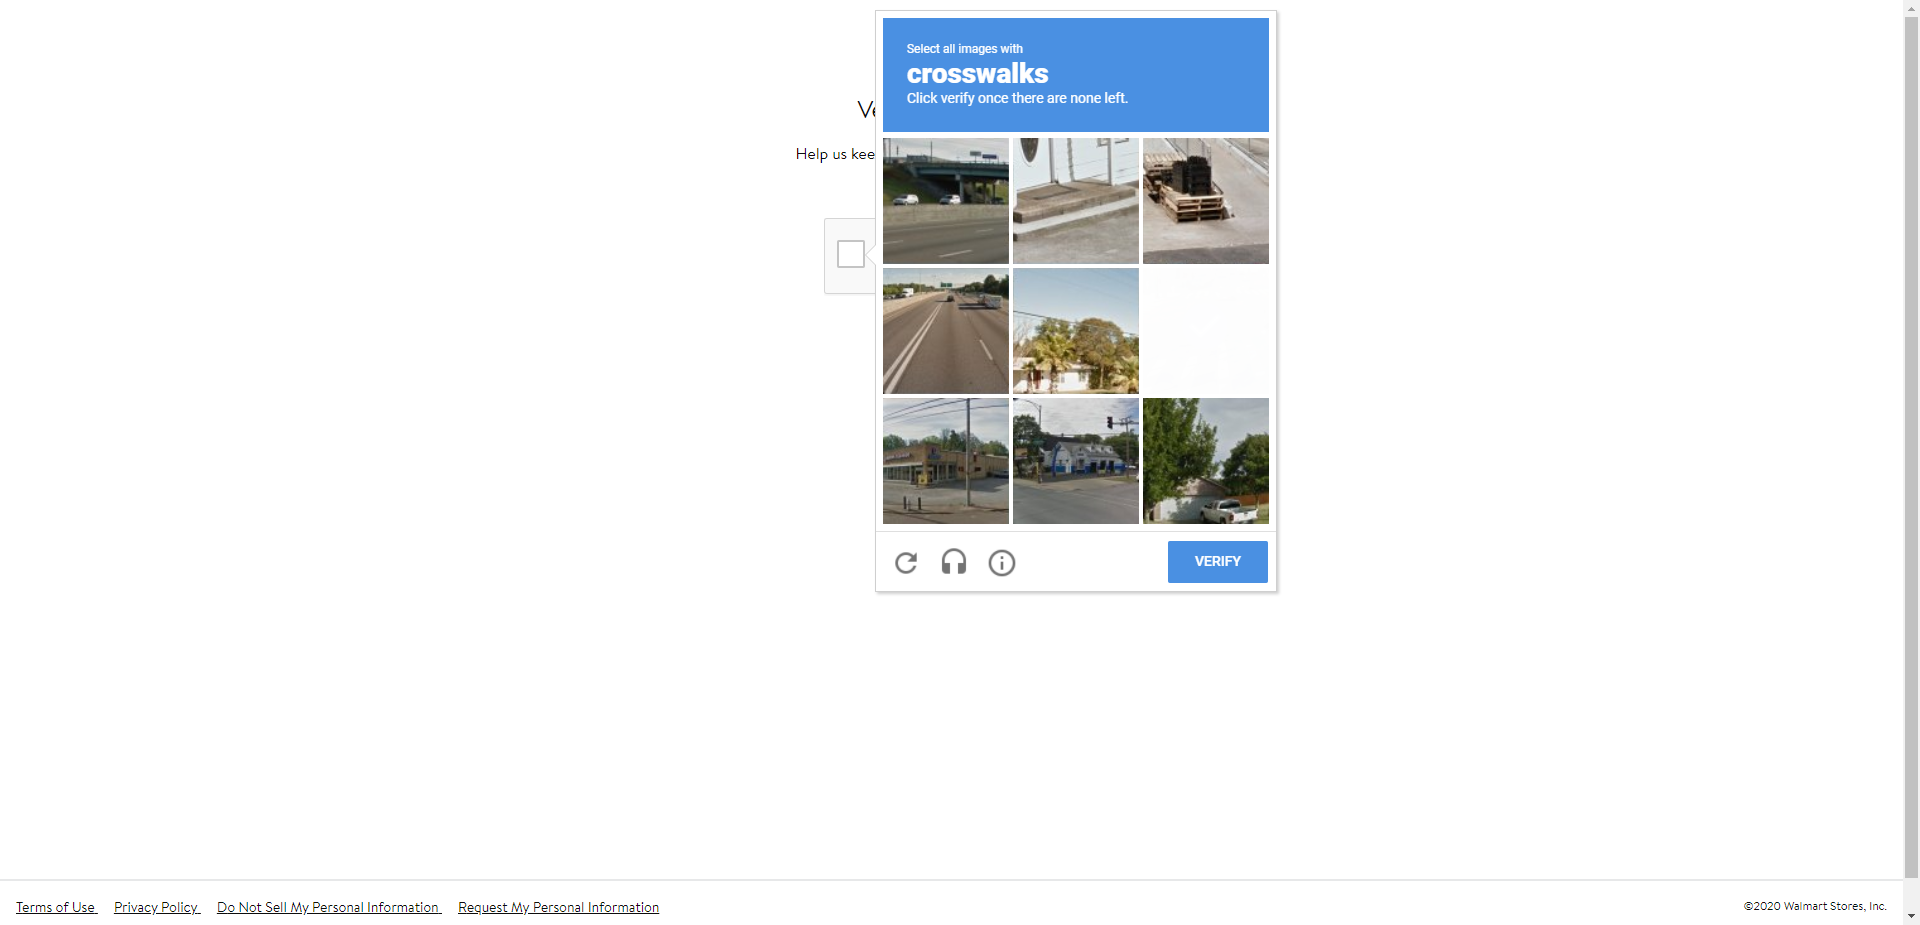 Select all images with
crosswalks
Click verify once there are none left.
Help us kee
VERIFY
Terms of Use
Privacy Policy
Do Not Sell My Personal Information
Request My Personal Information
©2020 Walmart Stores, Inc.